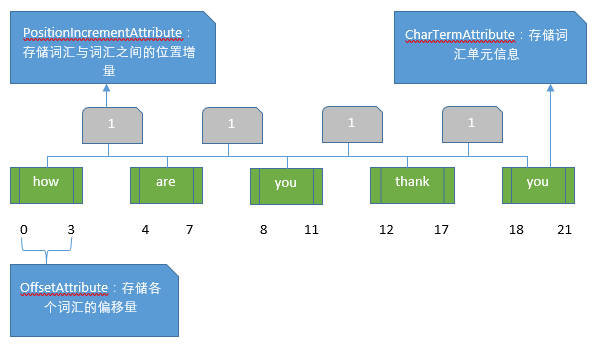 PositionIncrementAttribute：
存储词汇与词汇之间的位置增
量
CharTermAttribute：存储词
汇单元信息
1 1 1 1
how are you thank you
0 3 4 7 8 11 12 17 18 21
OffsetAttribute：存储各
个词汇的偏移量